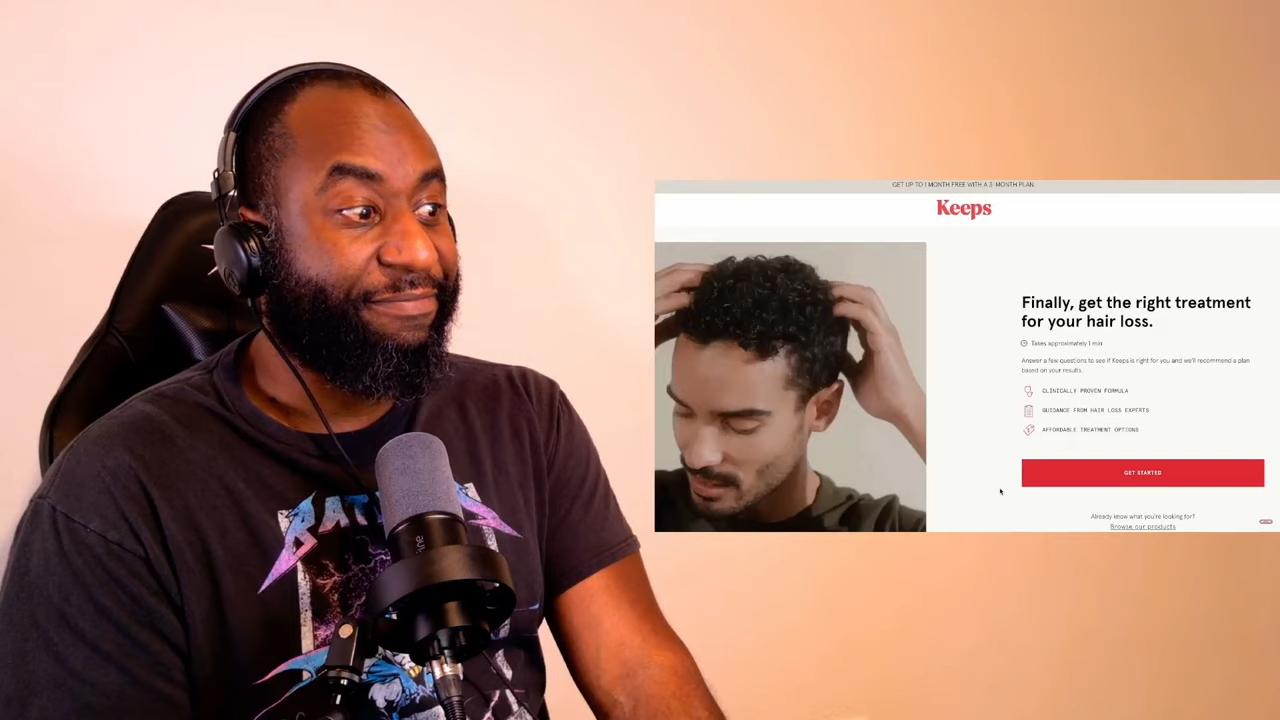 GET UP TO 1 MONTH FREE WITH A 3-MONTH PLAN.
Keeps
Finally, get the right treatment
for your hair loss.
Takes approximately 1 min
Answer a few questions to see if Keeps is right for you and we'll recommend a plan
based on your results.
CLINICALLY PROVEN FORMULA
GUIDANCE FROM HAIR LOSS EXPERTS
AFFORDABLE TREATMENT OPTIONS
GET STARTED
Already know what you're looking for?
Browse our products